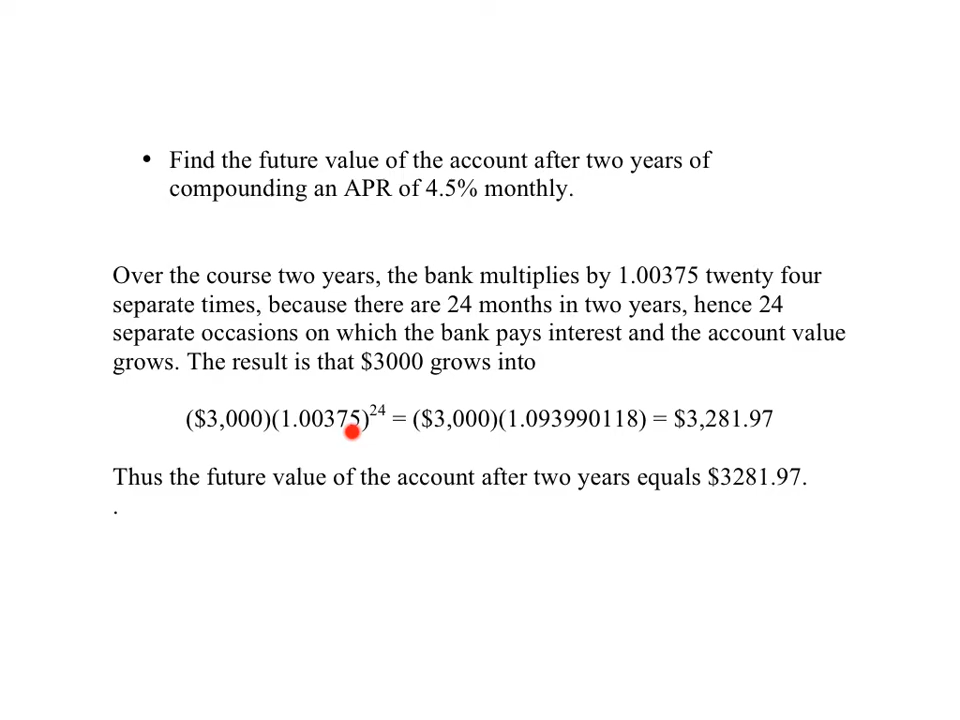 • Find the future value of the account after two years of
compounding an APR of 4.5% monthly.
Over the course two years, the bank multiplies by 1.00375 twenty four
separate times, because there are 24 months in two years, hence 24
separate occasions on which the bank pays interest and the account value
grows. The result is that $3000 grows into
($3,000)(1.00375)²⁴ = ($3,000)(1.093990118) = $3,281.97
Thus the future value of the account after two years equals $3281.97.
.